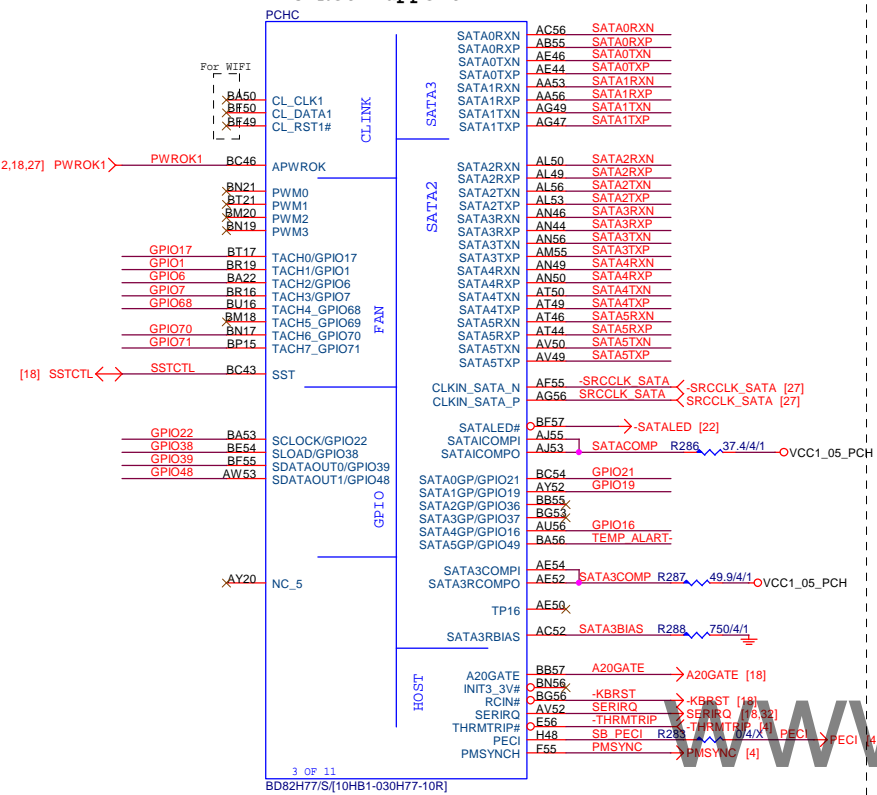 PCHC
For WIFI
BA50 CL_CLK1
BF50 CL_DATA1
BF49 CL_RST1#
CLINK
2,18,27] PWROK1 PWROK1 BC46 APWROK
BN21 PWM0
BT21 PWM1
BM20 PWM2
BN19 PWM3
GPIO17 BT17 TACH0/GPIO17
GPIO1 BR19 TACH1/GPIO1
GPIO6 BA22 TACH2/GPIO6
GPIO7 BR16 TACH3/GPIO7
GPIO68 BU16 TACH4_GPIO68
BM18 TACH5_GPIO69
GPIO70 BN17 TACH6_GPIO70
GPIO71 BP15 TACH7_GPIO71
FAN
[18] SSTCTL SSTCTL BC43 SST
GPIO22 BA53 SCLOCK/GPIO22
GPIO38 BE54 SLOAD/GPIO38
GPIO39 BF55 SDATAOUT0/GPIO39
GPIO48 AW53 SDATAOUT1/GPIO48
GPIO
AY20 NC_5
SATA3
SATA0RXN AC56 SATA0RXN
SATA0RXP AB55 SATA0RXP
SATA0TXN AE46 SATA0TXN
SATA0TXP AE44 SATA0TXP
SATA1RXN AA53 SATA1RXN
SATA1RXP AA56 SATA1RXP
SATA1TXN AG49 SATA1TXN
SATA1TXP AG47 SATA1TXP
SATA2
SATA2RXN AL50 SATA2RXN
SATA2RXP AL49 SATA2RXP
SATA2TXN AL56 SATA2TXN
SATA2TXP AL53 SATA2TXP
SATA3RXN AN46 SATA3RXN
SATA3RXP AN44 SATA3RXP
SATA3TXN AN56 SATA3TXN
SATA3TXP AM55 SATA3TXP
SATA4RXN AN49 SATA4RXN
SATA4RXP AN50 SATA4RXP
SATA4TXN AT50 SATA4TXN
SATA4TXP AT49 SATA4TXP
SATA5RXN AT46 SATA5RXN
SATA5RXP AT44 SATA5RXP
SATA5TXN AV50 SATA5TXN
SATA5TXP AV49 SATA5TXP
CLKIN_SATA_N AF55 -SRCCLK_SATA -SRCCLK_SATA [27]
CLKIN_SATA_P AG56 SRCCLK_SATA SRCCLK_SATA [27]
SATALED# BF57 -SATALED [22]
SATAICOMPI AJ55
SATAICOMPO AJ53 SATACOMP R286 37.4/4/1 VCC1_05_PCH
SATA0GP/GPIO21 BC54 GPIO21
SATA1GP/GPIO19 AY52 GPIO19
SATA2GP/GPIO36 BB55
SATA3GP/GPIO37 BG53
SATA4GP/GPIO16 AU56 GPIO16
SATA5GP/GPIO49 BA56 TEMP_ALART-
SATA3COMPI AE54
SATA3RCOMPO AE52 SATA3COMP R287 49.9/4/1 VCC1_05_PCH
TP16 AE50
SATA3RBIAS AC52 SATA3BIAS R288 750/4/1
HOST
A20GATE BB57 A20GATE A20GATE [18]
INIT3_3V# BN56
RCIN# BG56 -KBRST -KBRST [18]
SERIRQ AV52 SERIRQ SERIRQ [18,32]
THRMTRIP# E56 -THRMTRIP -THRMTRIP [4]
PECI H48 SB_PECI R283 0/4/X PECI PECI [4
PMSYNCH F55 PMSYNC PMSYNC [4]
3 OF 11
BD82H77/S/[10HB1-030H77-10R]